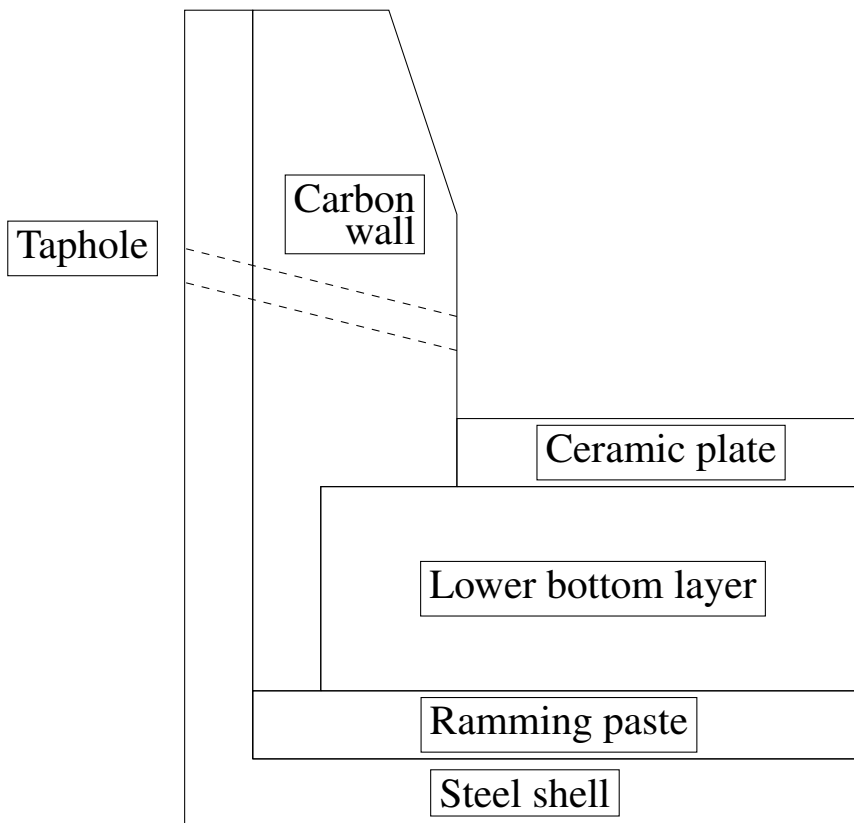 Carbon
wall
Taphole
Ceramic plate
Lower bottom layer
Ramming paste
Steel shell